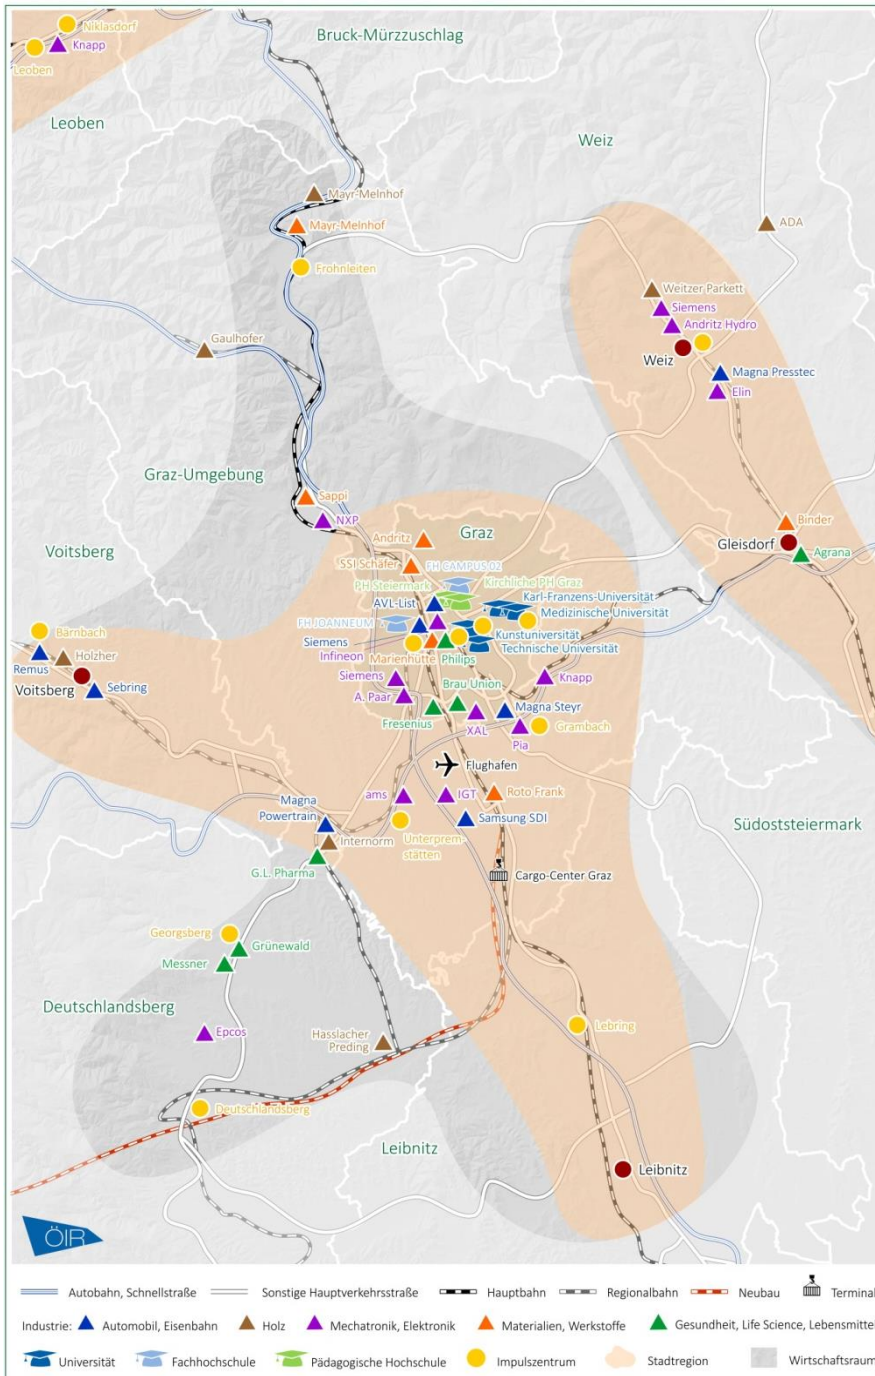 Niklasdorf
Knapp
Leoben
Bruck-Mürzzuschlag
Leoben
Weiz
Mayr-Melnhof
Mayr-Melnhof
ADA
Frohnleiten
Weitzer Parkett
Siemens
Andritz Hydro
Gaulhofer
Weiz
Magna Presstec
Elin
Graz-Umgebung
Sappi
NXP
Binder
Andritz
Graz
Gleisdorf
Agrana
Voitsberg
SSI Schäfer
FH CAMPUS 02
PH Steiermark
Kirchliche PH Graz
Karl-Franzens-Universität
AVL-List
Medizinische Universität
FH JOANNEUM
Kunstuniversität
Bärnbach
Siemens
Technische Universität
Holzher
Infineon
Marienhütte
Philips
Remus
Siemens
Knapp
Voitsberg
Sebring
A. Paar
Brau Union
Magna Steyr
Fresenius
XAL
Grambach
Pia
Flughafen
ams
IGT
Roto Frank
Magna
Powertrain
Samsung SDI
Südoststeiermark
Internorm
Unterprem-
stätten
G.L. Pharma
Cargo-Center Graz
Georgsberg
Grünewald
Messner
Deutschlandsberg
Epcos
Hasslacher
Preding
Lebring
Deutschlandsberg
Leibnitz
Leibnitz
ÖIR
Autobahn, Schnellstraße Sonstige Hauptverkehrsstraße Hauptbahn Regionalbahn Neubau Terminal
Industrie: Automobil, Eisenbahn Holz Mechatronik, Elektronik Materialien, Werkstoffe Gesundheit, Life Science, Lebensmittel
Universität Fachhochschule Pädagogische Hochschule Impulszentrum Stadtregion Wirtschaftsraum